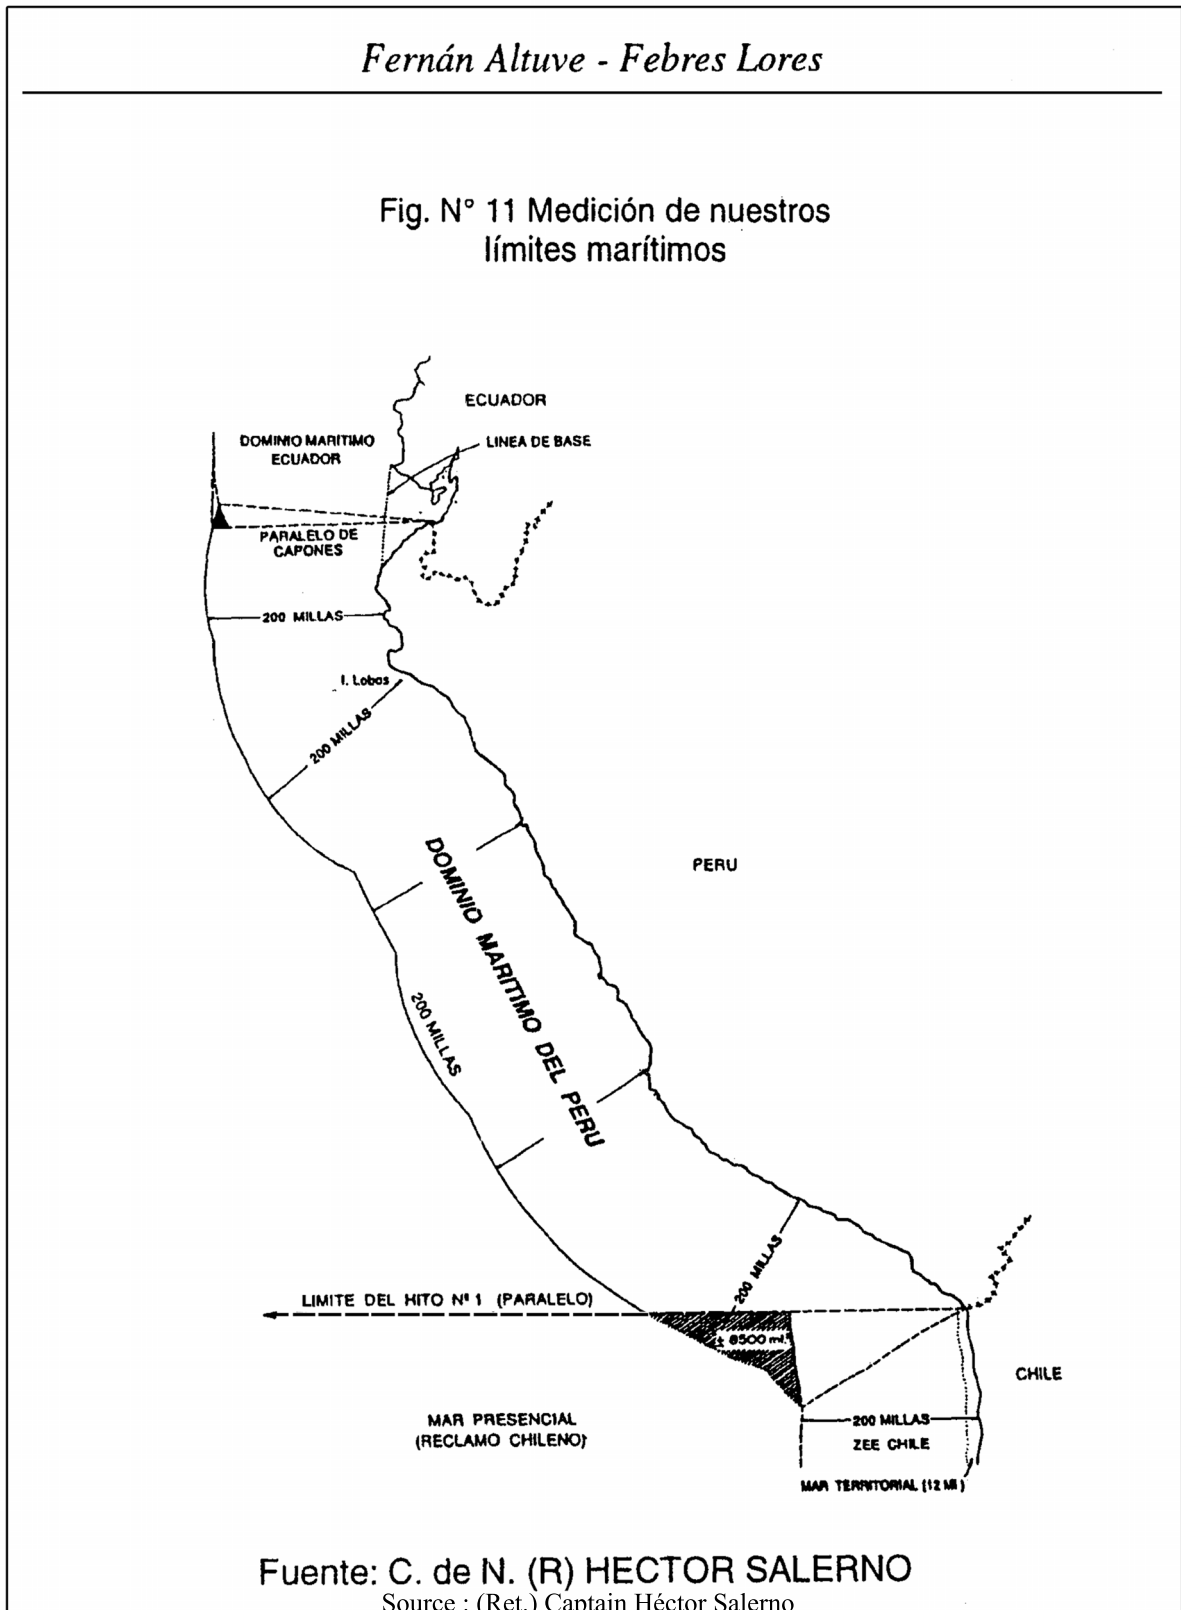 Fernán Altuve - Febres Lores
Fig. N° 11 Medición de nuestros
límites marítimos
ECUADOR
DOMINIO MARITIMO
ECUADOR
LINEA DE BASE
PARALELO DE
CAPONES
200 MILLAS
I. Lobos
200 MILLAS
PERU
DOMINIO MARITIMO DEL PERU
200 MILLAS
200 MILLAS
LIMITE DEL HITO Nº 1 (PARALELO)
± 8500 mi.²
CHILE
MAR PRESENCIAL
(RECLAMO CHILENO)
200 MILLAS
ZEE CHILE
MAR TERRITORIAL (12 MI)
Fuente: C. de N. (R) HECTOR SALERNO
Source : (Ret.) Captain Héctor Salerno